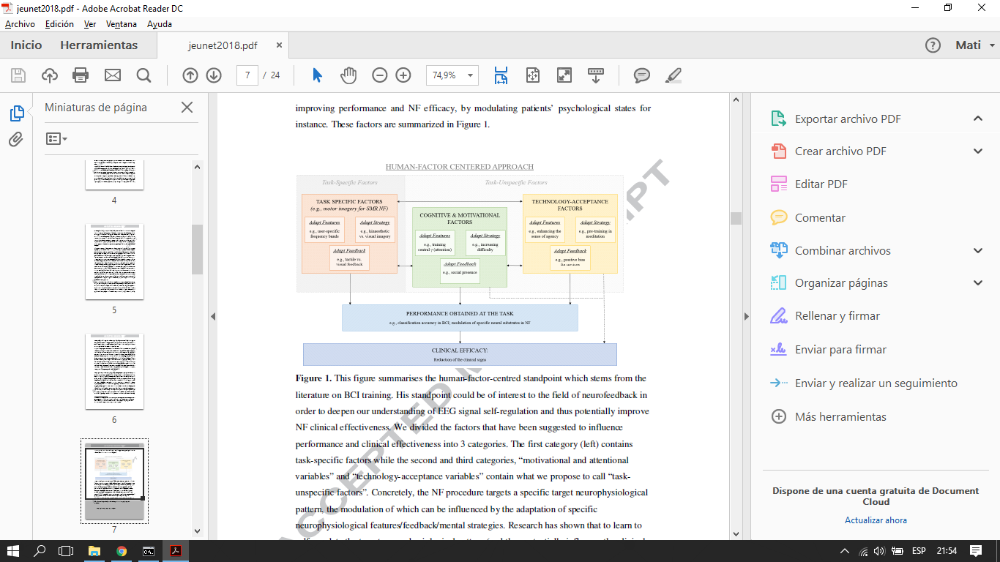 jeunet2018.pdf - Adobe Acrobat Reader DC
Archivo Edición Ver Ventana Ayuda
Inicio Herramientas jeunet2018.pdf Mati
7 / 24 74,9%
Miniaturas de página
4
5
6
7
improving performance and NF efficacy, by modulating patients’ psychological states for
instance. These factors are summarized in Figure 1.
HUMAN-FACTOR CENTERED APPROACH
Task-Specific Factors
Task-Unspecific Factors
TASK SPECIFIC FACTORS
(e.g., motor imagery for SMR NF)
Adapt Features
e.g., user-specific
frequency bands
Adapt Strategy
e.g., kinaesthetic
vs. visual imagery
Adapt Feedback
e.g., tactile vs.
visual feedback
COGNITIVE & MOTIVATIONAL
FACTORS
Adapt Features
e.g., training
central γ (attention)
Adapt Strategy
e.g., increasing
difficulty
Adapt Feedback
e.g., social presence
TECHNOLOGY-ACCEPTANCE
FACTORS
Adapt Features
e.g., enhancing the
sense of agency
Adapt Strategy
e.g., pre-training in
meditation
Adapt Feedback
e.g., positive bias
for novices
PERFORMANCE OBTAINED AT THE TASK
e.g., classification accuracy in BCI; modulation of specific neural substrates in NF
CLINICAL EFFICACY:
Reduction of the clinical signs
Figure 1. This figure summarises the human-factor-centred standpoint which stems from the
literature on BCI training. His standpoint could be of interest to the field of neurofeedback in
order to deepen our understanding of EEG signal self-regulation and thus potentially improve
NF clinical effectiveness. We divided the factors that have been suggested to influence
performance and clinical effectiveness into 3 categories. The first category (left) contains
task-specific factors while the second and third categories, “motivational and attentional
variables” and “technology-acceptance variables” contain what we propose to call “task-
unspecific factors”. Concretely, the NF procedure targets a specific target neurophysiological
pattern, the modulation of which can be influenced by the adaptation of specific
neurophysiological features/feedback/mental strategies. Research has shown that to learn to
ACCEPTED M
PT
Exportar archivo PDF
Crear archivo PDF
Editar PDF
Comentar
Combinar archivos
Organizar páginas
Rellenar y firmar
Enviar para firmar
Enviar y realizar un seguimiento
Más herramientas
Dispone de una cuenta gratuita de Document
Cloud
Actualizar ahora
ESP 21:54